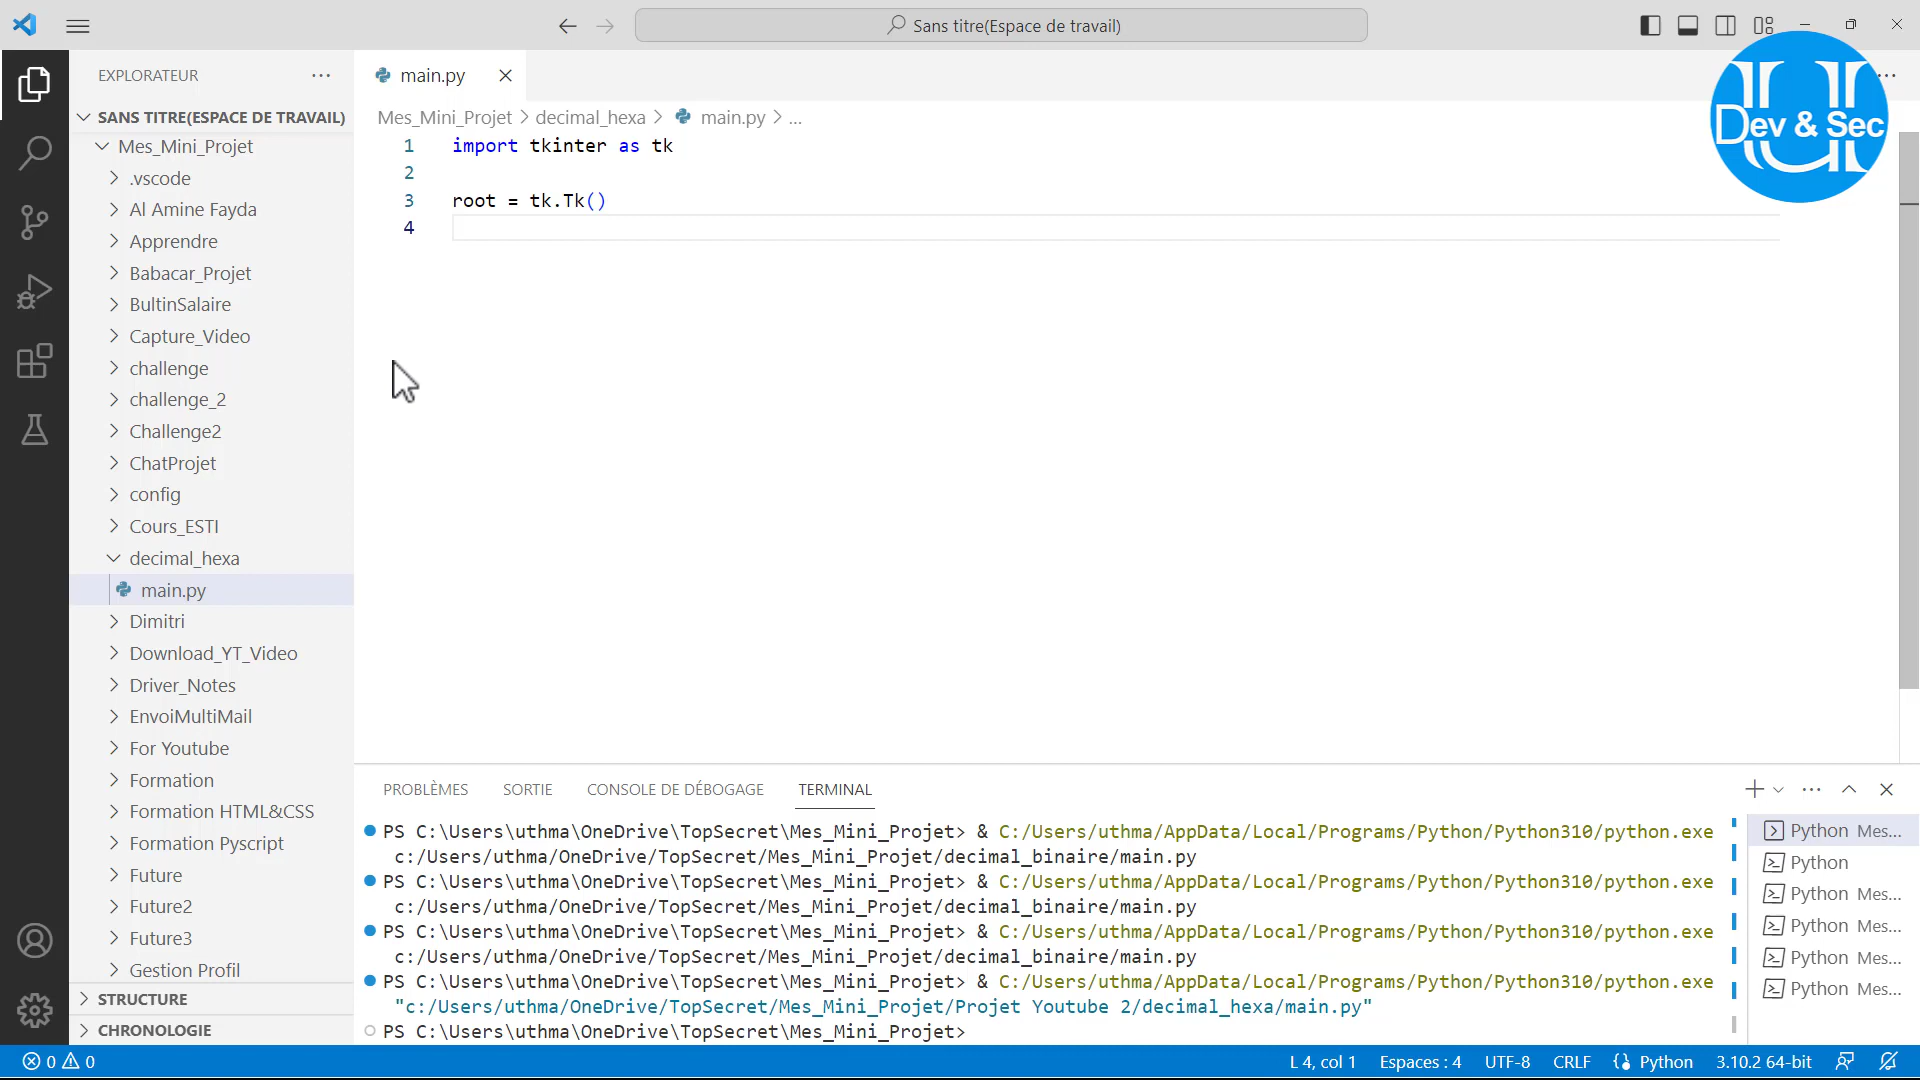 Sans titre(Espace de travail)
EXPLORATEUR
SANS TITRE(ESPACE DE TRAVAIL)
Mes_Mini_Projet
.vscode
Al Amine Fayda
Apprendre
Babacar_Projet
BultinSalaire
Capture_Video
challenge
challenge_2
Challenge2
ChatProjet
config
Cours_ESTI
decimal_hexa
main.py
Dimitri
Download_YT_Video
Driver_Notes
EnvoiMultiMail
For Youtube
Formation
Formation HTML&CSS
Formation Pyscript
Future
Future2
Future3
Gestion Profil
STRUCTURE
CHRONOLOGIE
main.py
Mes_Mini_Projet > decimal_hexa > main.py > ...
1 import tkinter as tk
2
3 root = tk.Tk()
4
U
Dev & Sec
PROBLÈMES SORTIE CONSOLE DE DÉBOGAGE TERMINAL
PS C:\Users\uthma\OneDrive\TopSecret\Mes_Mini_Projet> & C:/Users/uthma/AppData/Local/Programs/Python/Python310/python.exe
c:/Users/uthma/OneDrive/TopSecret/Mes_Mini_Projet/decimal_binaire/main.py
PS C:\Users\uthma\OneDrive\TopSecret\Mes_Mini_Projet> & C:/Users/uthma/AppData/Local/Programs/Python/Python310/python.exe
c:/Users/uthma/OneDrive/TopSecret/Mes_Mini_Projet/decimal_binaire/main.py
PS C:\Users\uthma\OneDrive\TopSecret\Mes_Mini_Projet> & C:/Users/uthma/AppData/Local/Programs/Python/Python310/python.exe
c:/Users/uthma/OneDrive/TopSecret/Mes_Mini_Projet/decimal_binaire/main.py
PS C:\Users\uthma\OneDrive\TopSecret\Mes_Mini_Projet> & C:/Users/uthma/AppData/Local/Programs/Python/Python310/python.exe
"c:/Users/uthma/OneDrive/TopSecret/Mes_Mini_Projet/Projet Youtube 2/decimal_hexa/main.py"
PS C:\Users\uthma\OneDrive\TopSecret\Mes_Mini_Projet>
Python Mes...
Python
Python Mes...
Python Mes...
Python Mes...
Python Mes...
0 0
L 4, col 1 Espaces : 4 UTF-8 CRLF Python 3.10.2 64-bit